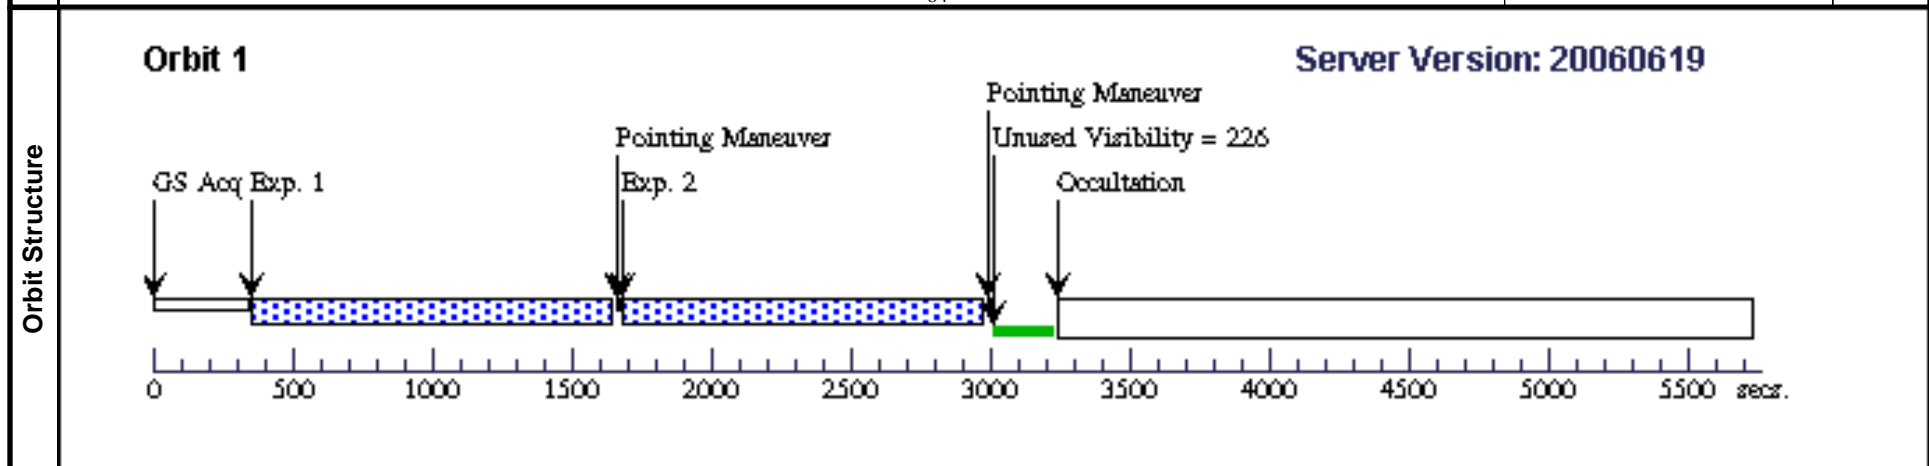 Orbit Structure
Orbit 1
Server Version: 20060619
Pointing Maneuver
Pointing Maneuver
Unused Visibility = 226
GS Acq
Exp. 1
Exp. 2
Occultation
0 500 1000 1500 2000 2500 3000 3500 4000 4500 5000 5500 secs.